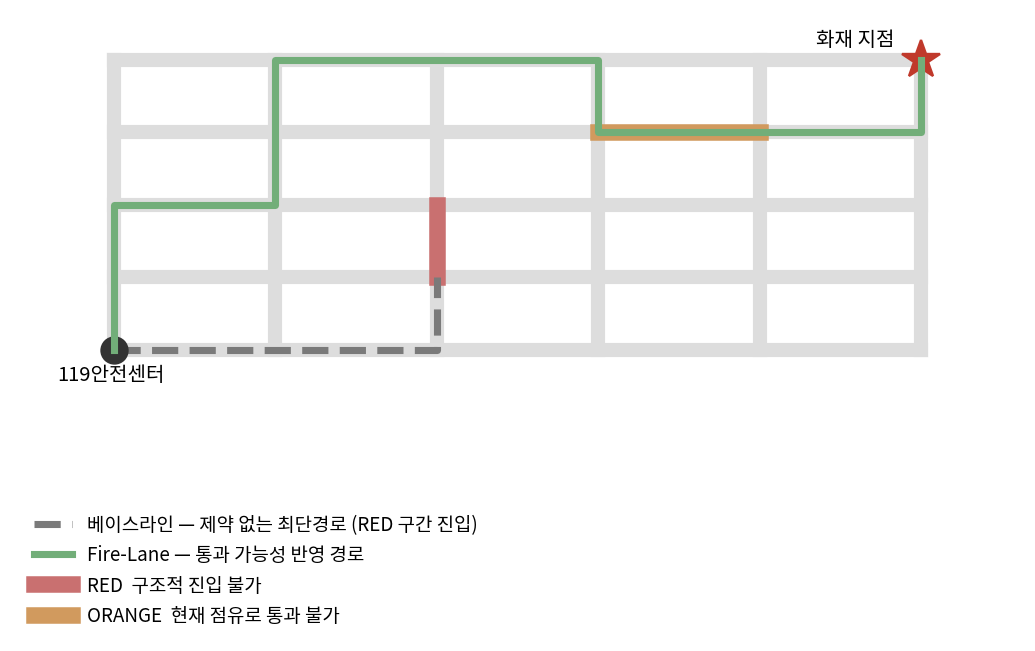 화재 지점
119안전센터
베이스라인 — 제약 없는 최단경로 (RED 구간 진입)
Fire-Lane — 통과 가능성 반영 경로
RED  구조적 진입 불가
ORANGE  현재 점유로 통과 불가